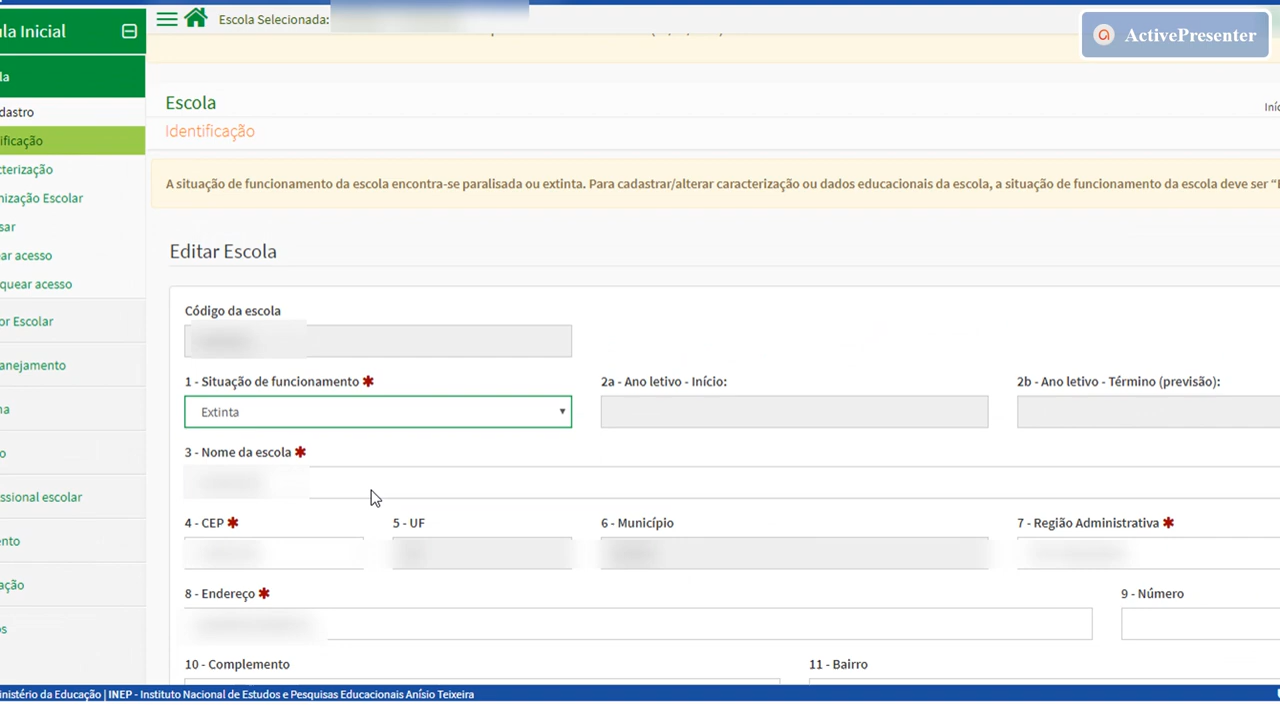 la Inicial
Escola Selecionada:
ActivePresenter
la
Escola
Iníc
dastro
Identificação
ificação
cterização
A situação de funcionamento da escola encontra-se paralisada ou extinta. Para cadastrar/alterar caracterização ou dados educacionais da escola, a situação de funcionamento da escola deve ser "E
nização Escolar
sar
ar acesso
Editar Escola
quear acesso
Código da escola
or Escolar
anejamento
1 - Situação de funcionamento ✱
2a - Ano letivo - Início:
2b - Ano letivo - Término (previsão):
na
Extinta
o
3 - Nome da escola ✱
ssional escolar
4 - CEP ✱
5 - UF
6 - Município
7 - Região Administrativa ✱
ento
ação
8 - Endereço ✱
9 - Número
os
10 - Complemento
11 - Bairro
nistério da Educação | INEP - Instituto Nacional de Estudos e Pesquisas Educacionais Anísio Teixeira